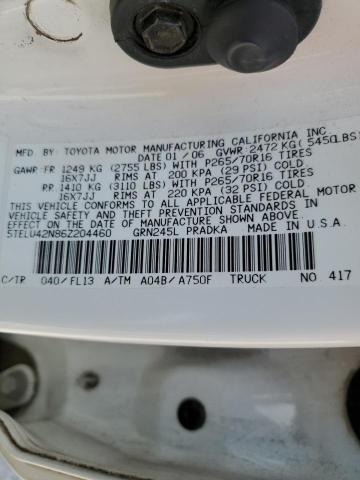 MFD. BY: TOYOTA MOTOR MANUFACTURING CALIFORNIA INC.
DATE 01/06 GVWR: 2472 KG (5450LBS)
GAWR: FR 1249 KG (2755 LBS) WITH P265/70R16 TIRES
16X7JJ RIMS AT 200 KPA (29 PSI) COLD.
RR 1410 KG (3110 LBS) WITH P265/70R16 TIRES
16X7JJ RIMS AT 220 KPA (32 PSI) COLD.
THIS VEHICLE CONFORMS TO ALL APPLICABLE FEDERAL MOTOR
VEHICLE SAFETY AND THEFT PREVENTION STANDARDS IN
EFFECT ON THE DATE OF MANUFACTURE SHOWN ABOVE.
5TELU42N86Z204460 GRN245L PRADKA MADE IN U.S.A.
C/TR 040/FL13 A/TM A04B/A750F TRUCK NO. 417